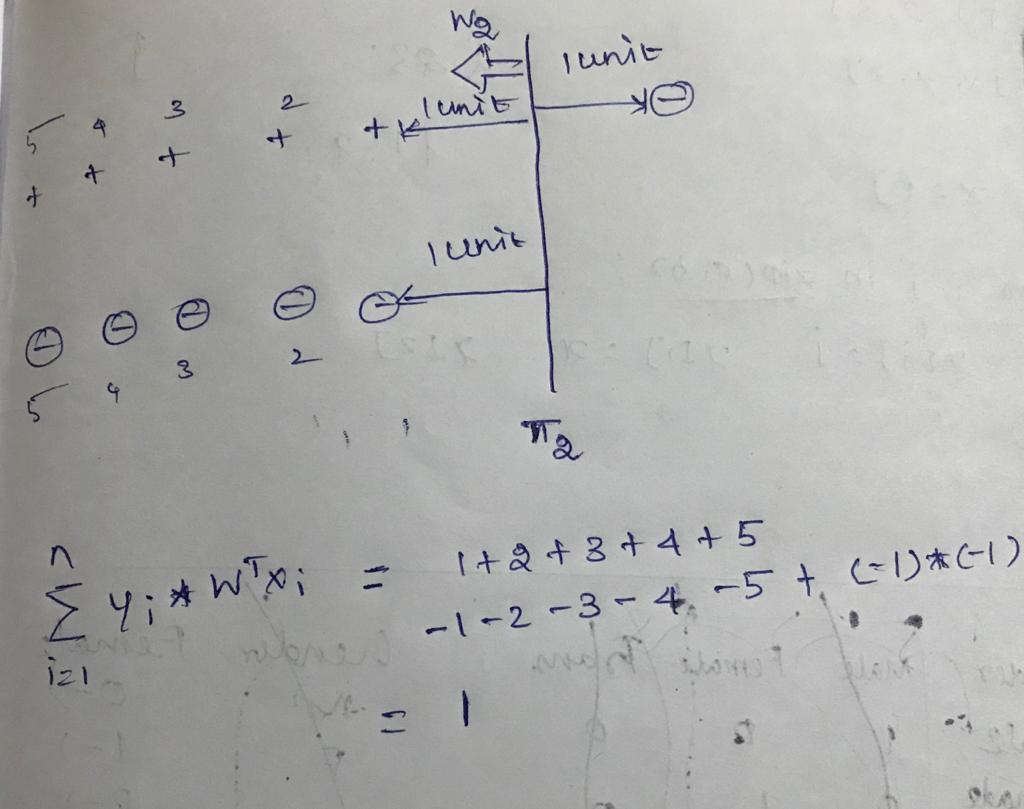 W2
1 unit
1 unit
5 4 3 2
+ + + + +
⊖
1 unit
⊖ ⊖ ⊖ ⊖ ⊖
5 4 3 2
π2
n
∑ yi * WTxi = 1+2+3+4+5
i=1
-1-2-3-4-5 + (-1)*(-1)
= 1